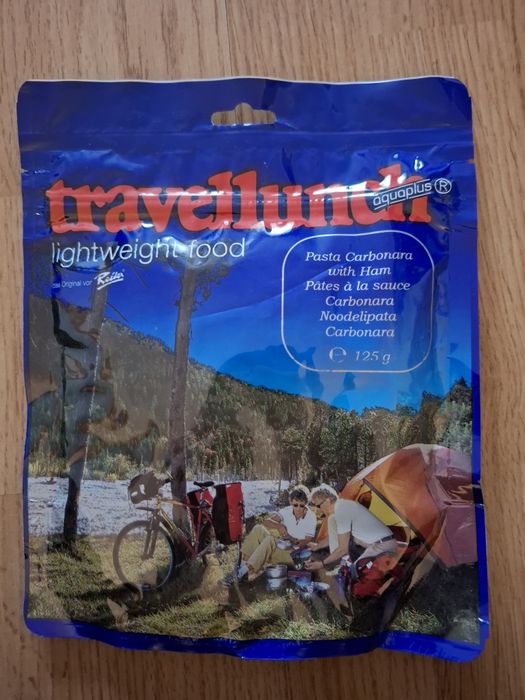 travellunch
aquaplus®
lightweight food
das Original von Reiter
Pasta Carbonara
with Ham
Pâtes à la sauce
Carbonara
Noodelipata
Carbonara
℮ 125 g